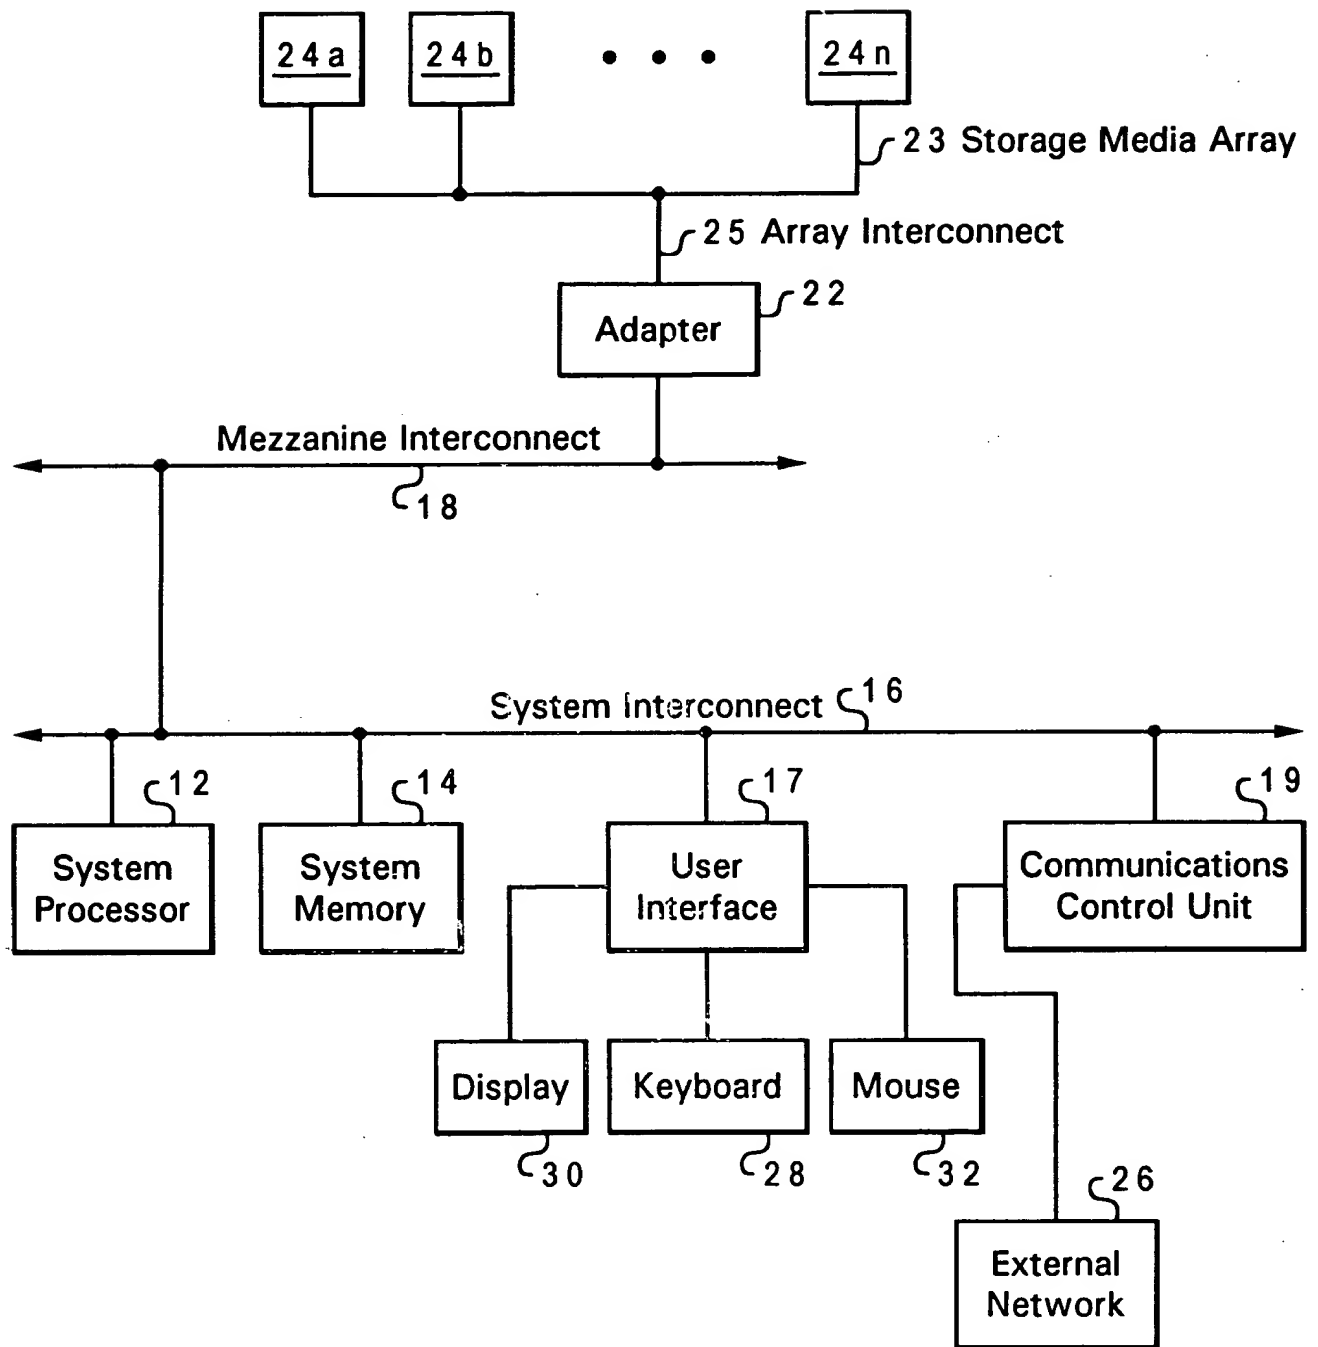 24a 24b 24n
23 Storage Media Array
25 Array Interconnect
22
Adapter
Mezzanine Interconnect
18
System Interconnect 16
12 14 17 19
System
Processor
System
Memory
User
Interface
Communications
Control Unit
Display Keyboard Mouse
30 28 32
26
External
Network